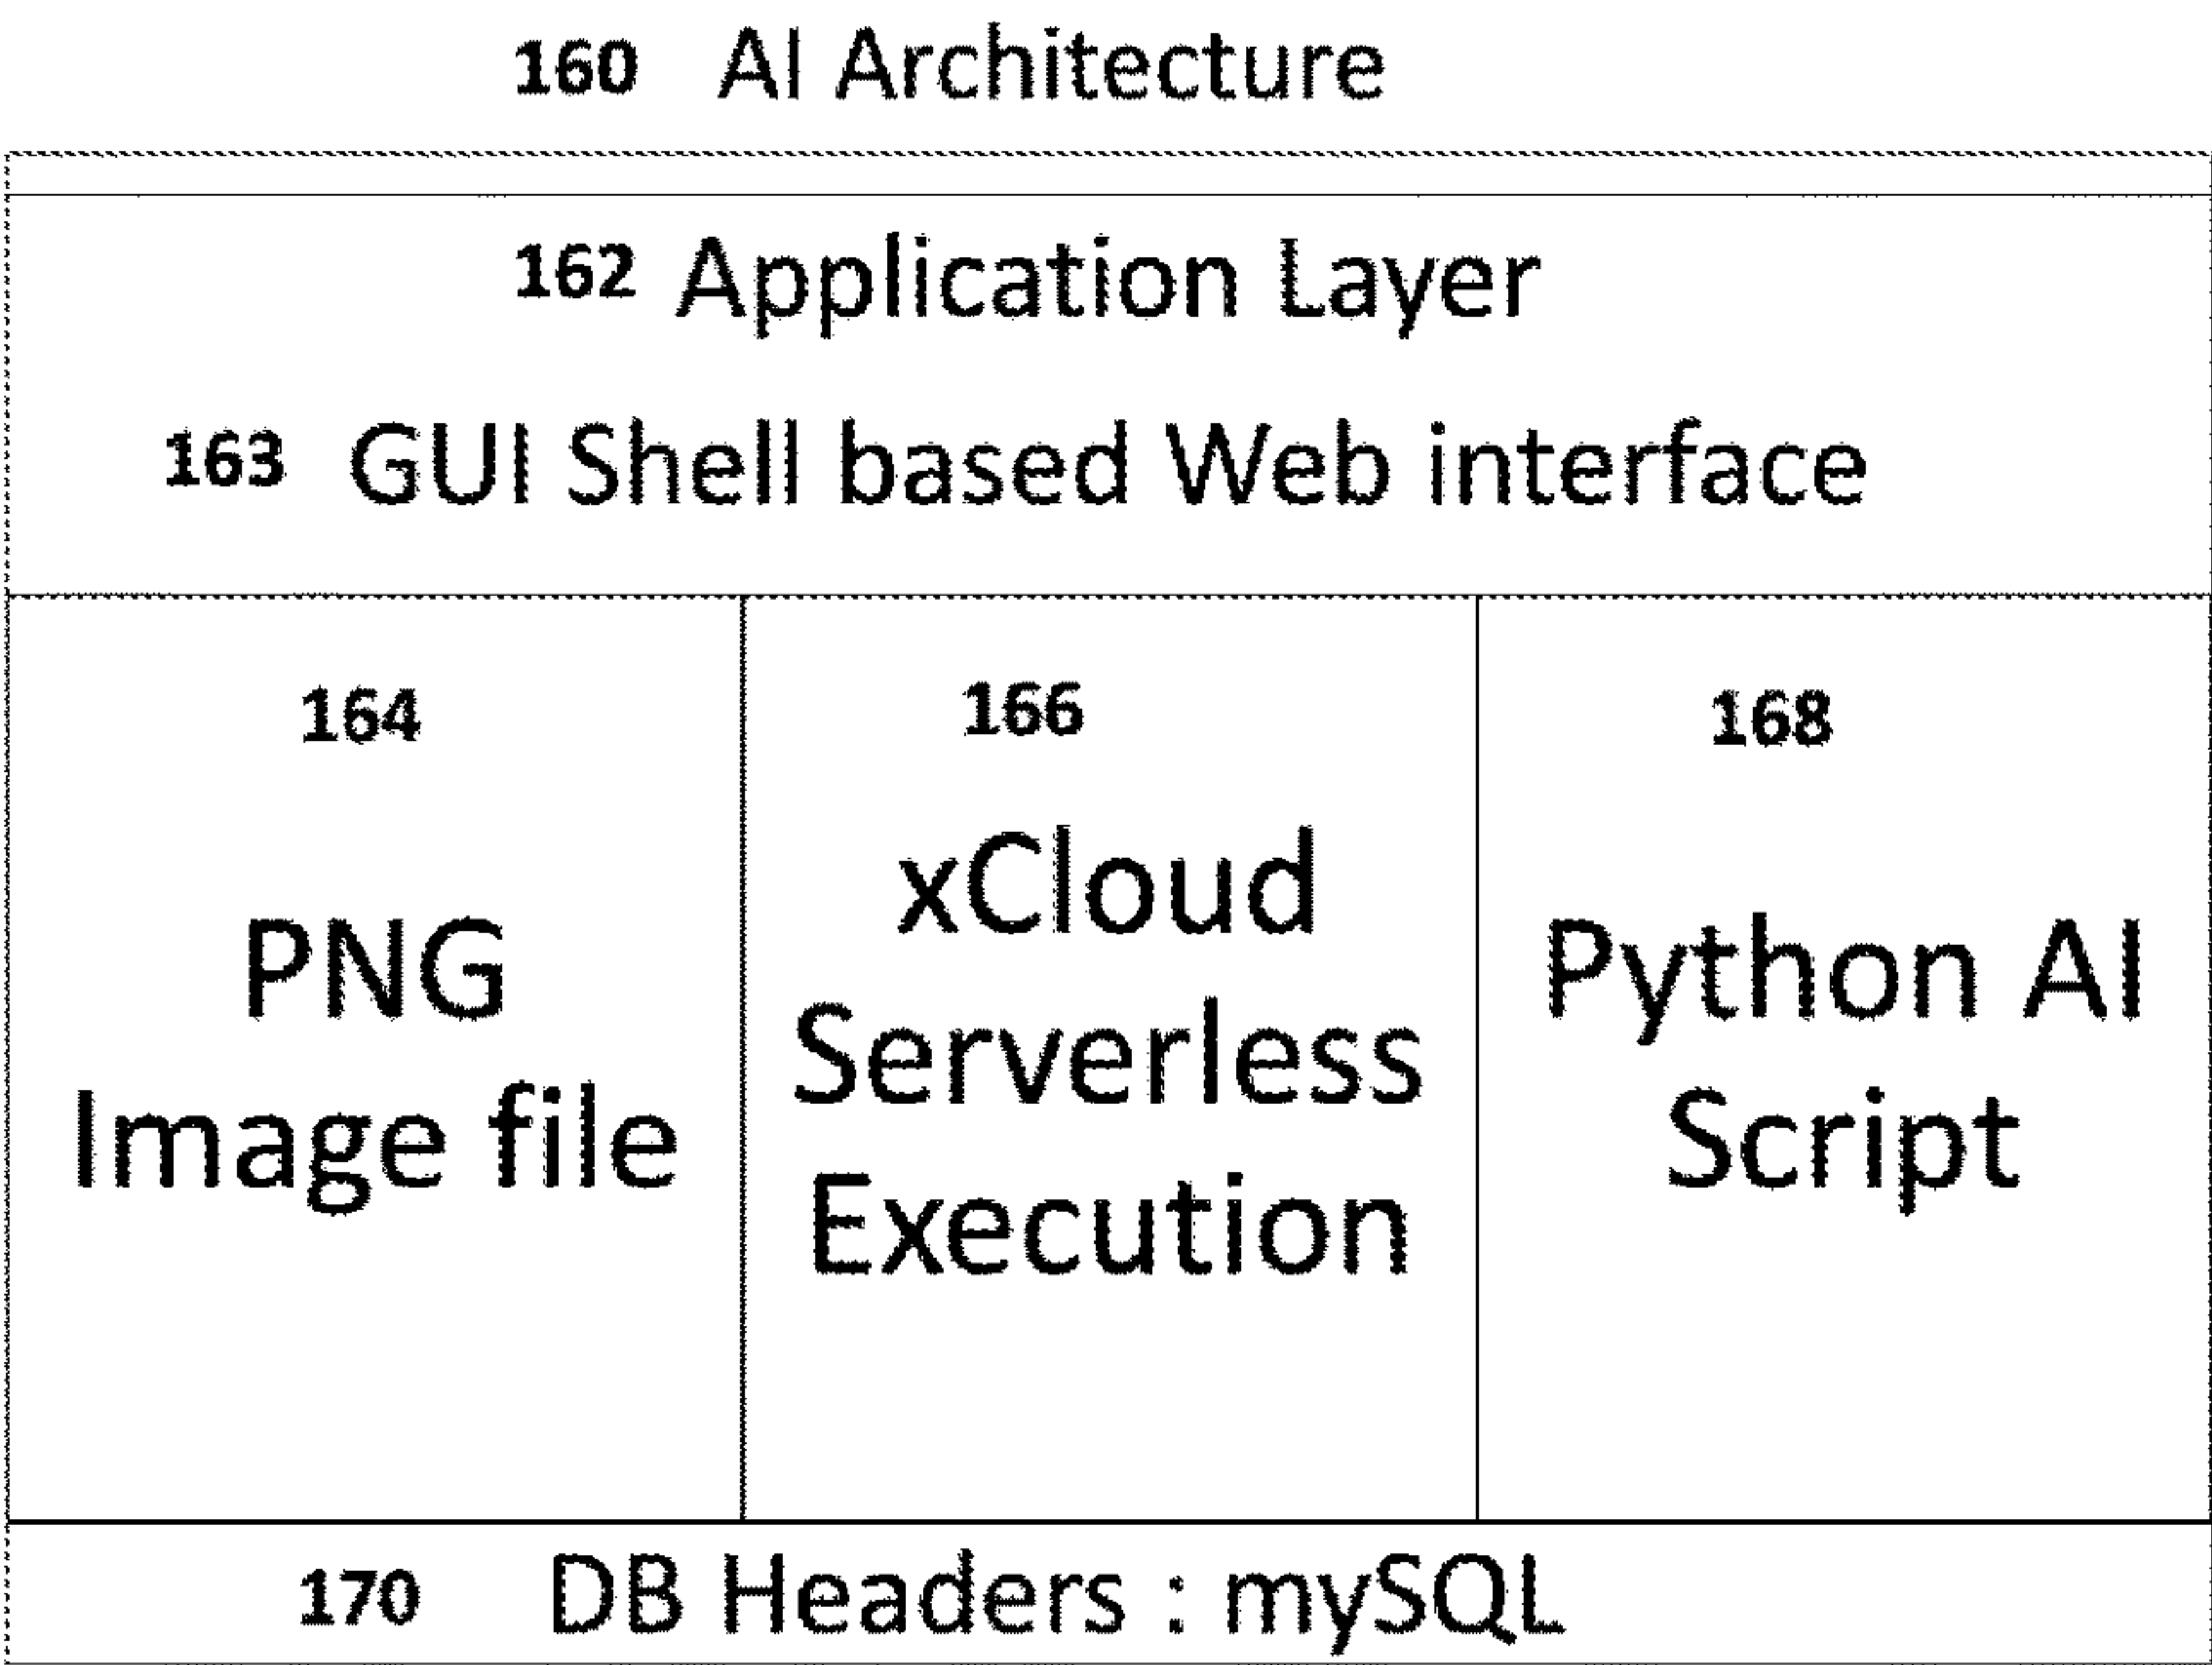 160 AI Architecture
162 Application Layer
163 GUI Shell based Web interface
164
PNG
Image file
166
xCloud
Serverless
Execution
168
Python AI
Script
170 DB Headers : mySQL